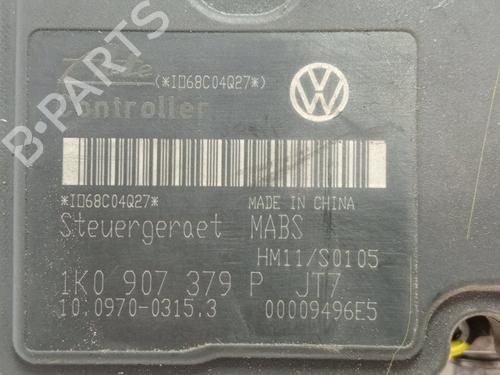 B-PARTS
Ate (*ID68C04Q27*)
Controller
*ID68C04Q27* MADE IN CHINA
Steuergeraet MABS
HM11/S0105
1K0 907 379 P JT7
10.0970-0315.3 00009496E5